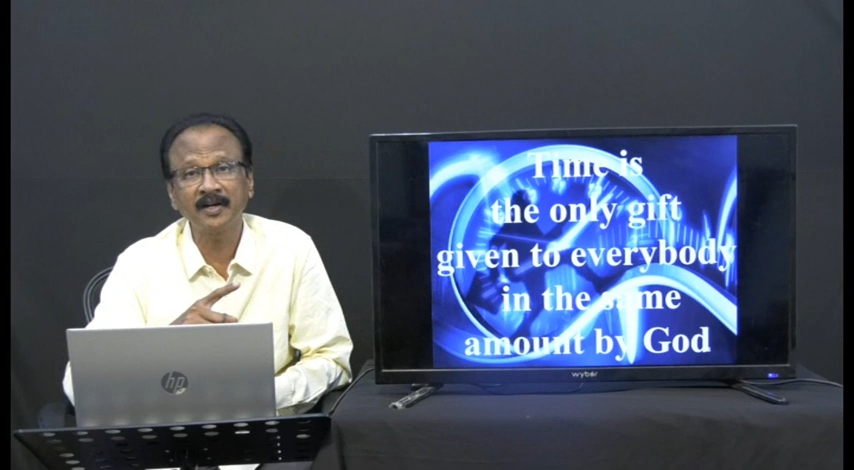 Time is
the only gift
given to everybody
in the same
amount by God
hp
wybor